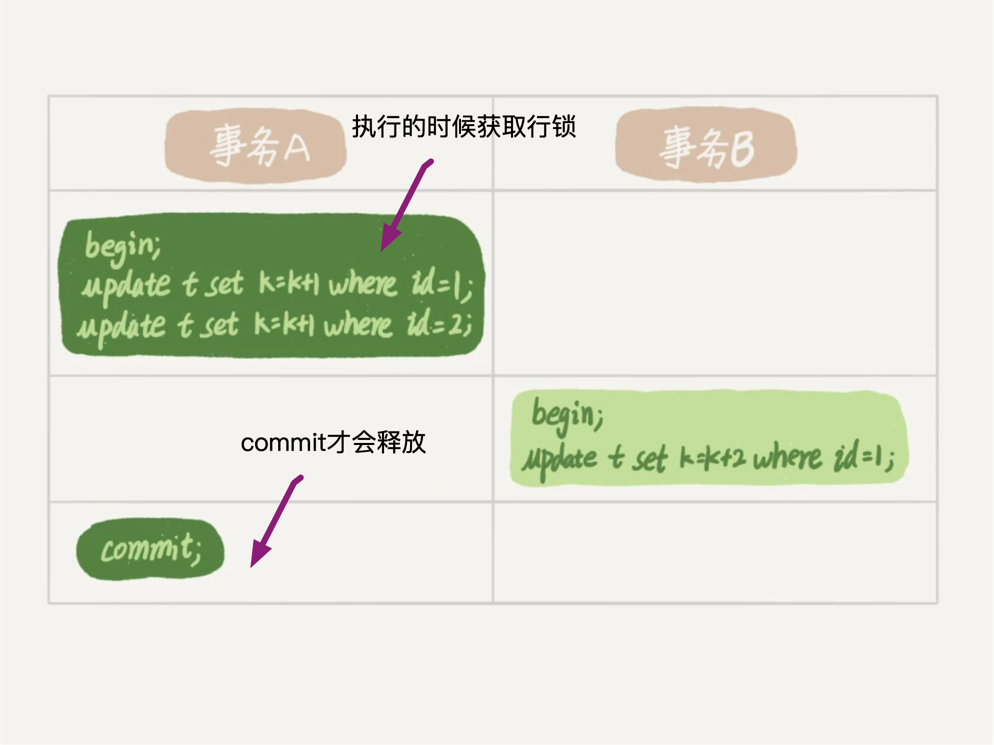 事务A
执行的时候获取行锁
事务B
begin;
update t set k=k+1 where id=1;
update t set k=k+1 where id=2;
begin;
update t set k=k+2 where id=1;
commit才会释放
commit;